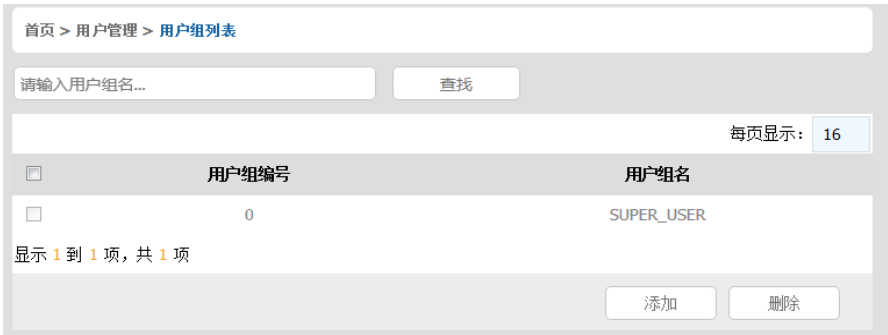 首页 > 用户管理 > 用户组列表
请输入用户组名... 查找
每页显示: 16
用户组编号 用户组名
0 SUPER_USER
显示 1 到 1 项，共 1 项
添加 删除